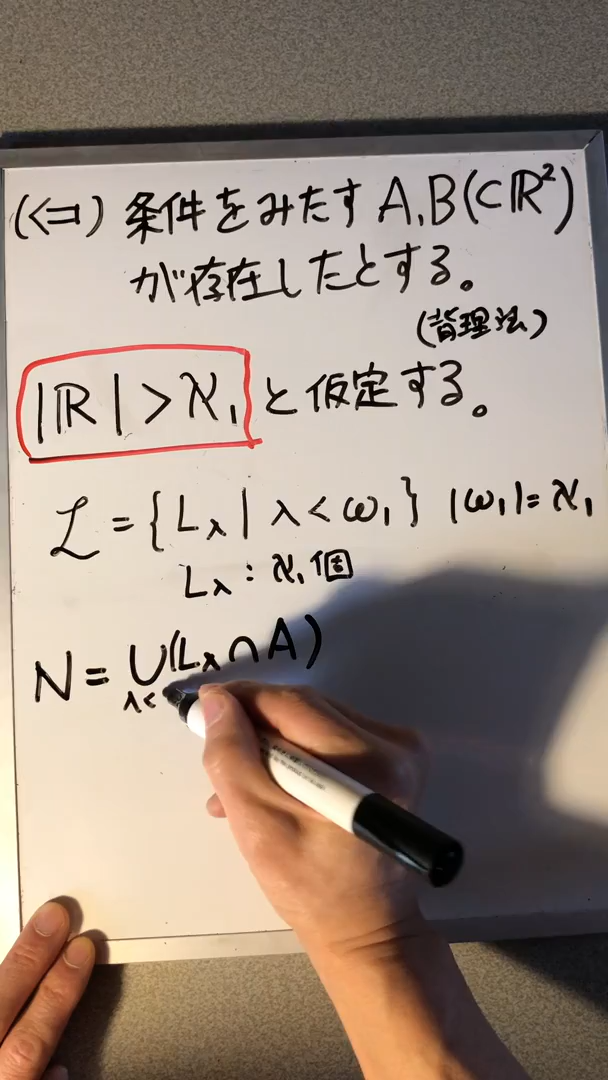 (⇐) 条件をみたす A,B(⊂ℝ²)
が存在したとする。
(背理法)
|ℝ|>ℵ₁ と仮定する。
ℒ={L_λ|λ<ω₁} |ω₁|=ℵ₁
L_λ:ℵ₁個
N=∪(L_λ∩A)
λ<